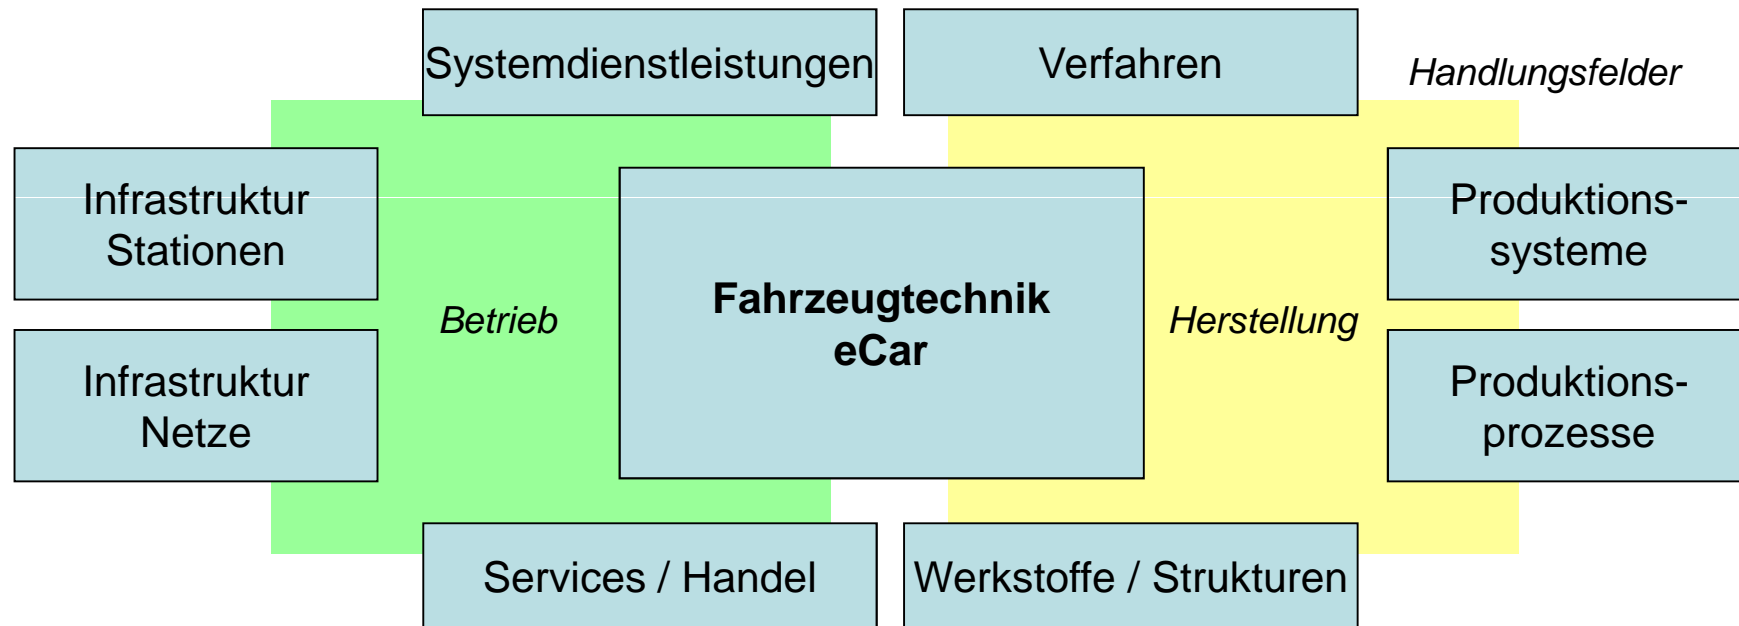 Systemdienstleistungen
Verfahren
Handlungsfelder
Infrastruktur
Stationen
Produktions-
systeme
Fahrzeugtechnik
eCar
Betrieb
Herstellung
Infrastruktur
Netze
Produktions-
prozesse
Services / Handel
Werkstoffe / Strukturen